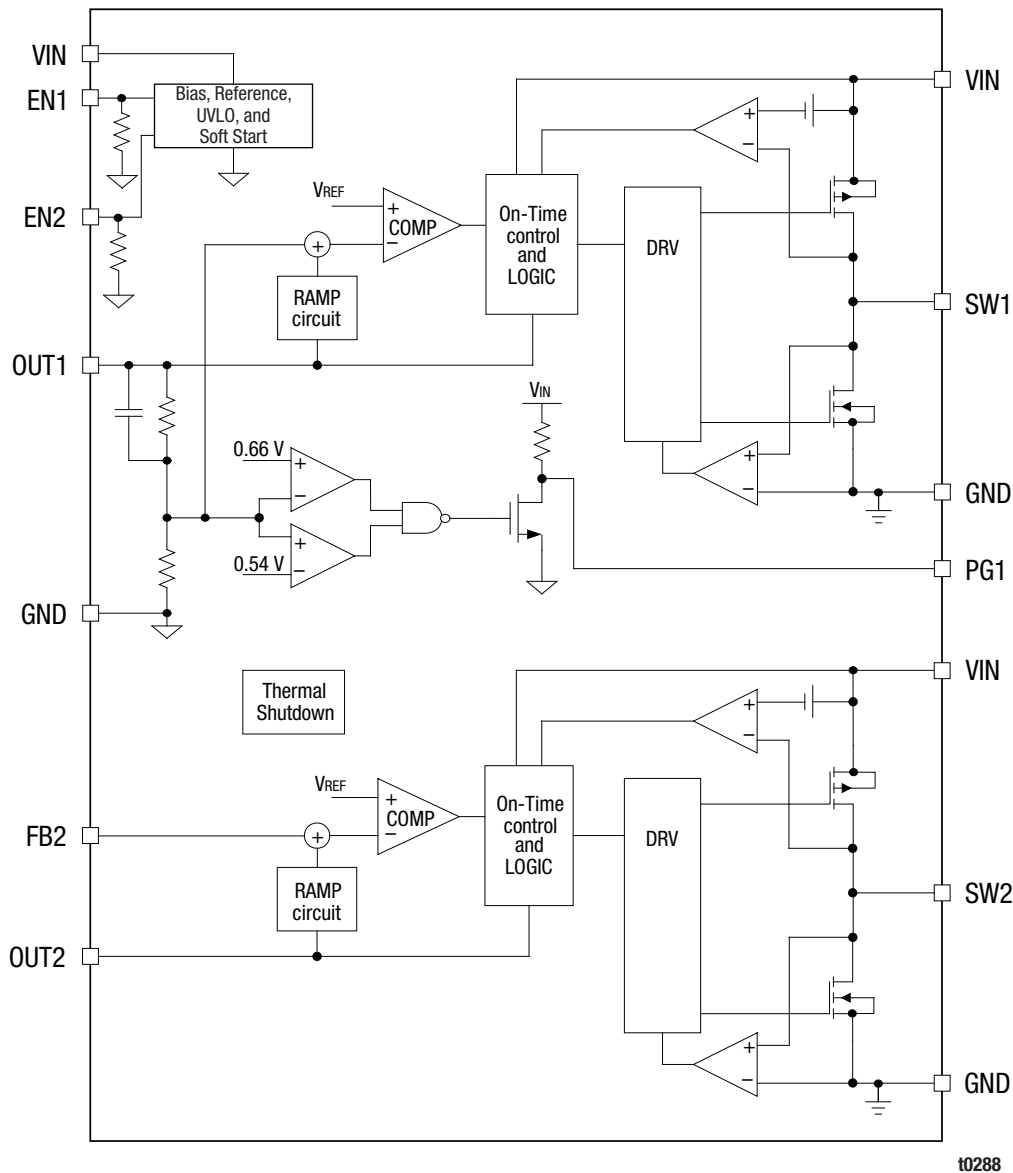 VIN
EN1
Bias, Reference,
UVLO, and
Soft Start
EN2
VREF
+
−
COMP
+
RAMP
circuit
On-Time
control
and
LOGIC
DRV
+
−
VIN
SW1
+
−
GND
OUT1
0.66 V
+
−
0.54 V
+
−
VIN
PG1
GND
Thermal
Shutdown
VREF
+
−
COMP
+
FB2
RAMP
circuit
OUT2
On-Time
control
and
LOGIC
DRV
+
−
VIN
SW2
+
−
GND
t0288